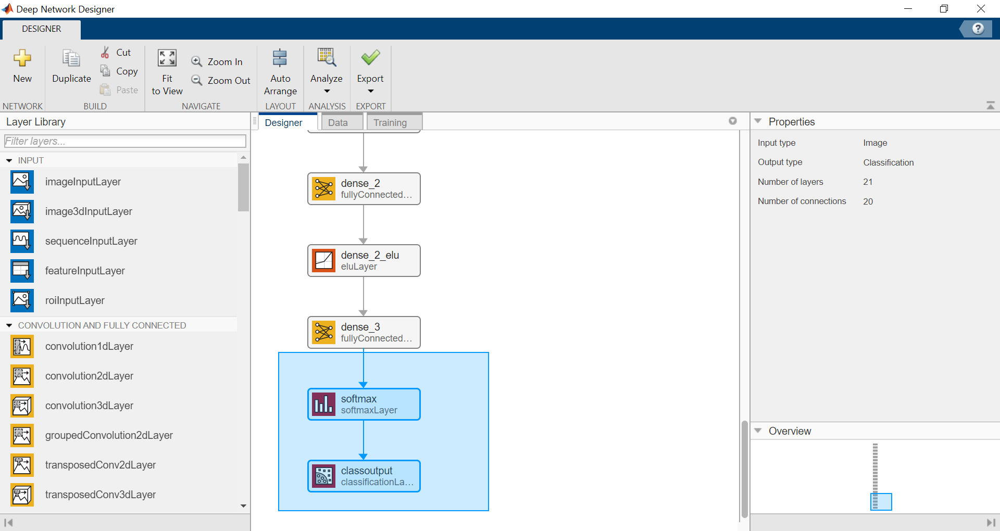 Deep Network Designer
DESIGNER
?
New
Duplicate
Cut
Copy
Paste
Fit
to View
Zoom In
Zoom Out
Auto
Arrange
Analyze
Export
NETWORK
BUILD
NAVIGATE
LAYOUT
ANALYSIS
EXPORT
Layer Library
Filter layers...
INPUT
imageInputLayer
image3dInputLayer
sequenceInputLayer
featureInputLayer
roiInputLayer
CONVOLUTION AND FULLY CONNECTED
convolution1dLayer
convolution2dLayer
convolution3dLayer
groupedConvolution2dLayer
transposedConv2dLayer
transposedConv3dLayer
Designer
Data
Training
dense_2
fullyConnected...
dense_2_elu
eluLayer
dense_3
fullyConnected...
softmax
softmaxLayer
classoutput
classificationLa...
Properties
Input type Image
Output type Classification
Number of layers 21
Number of connections 20
Overview